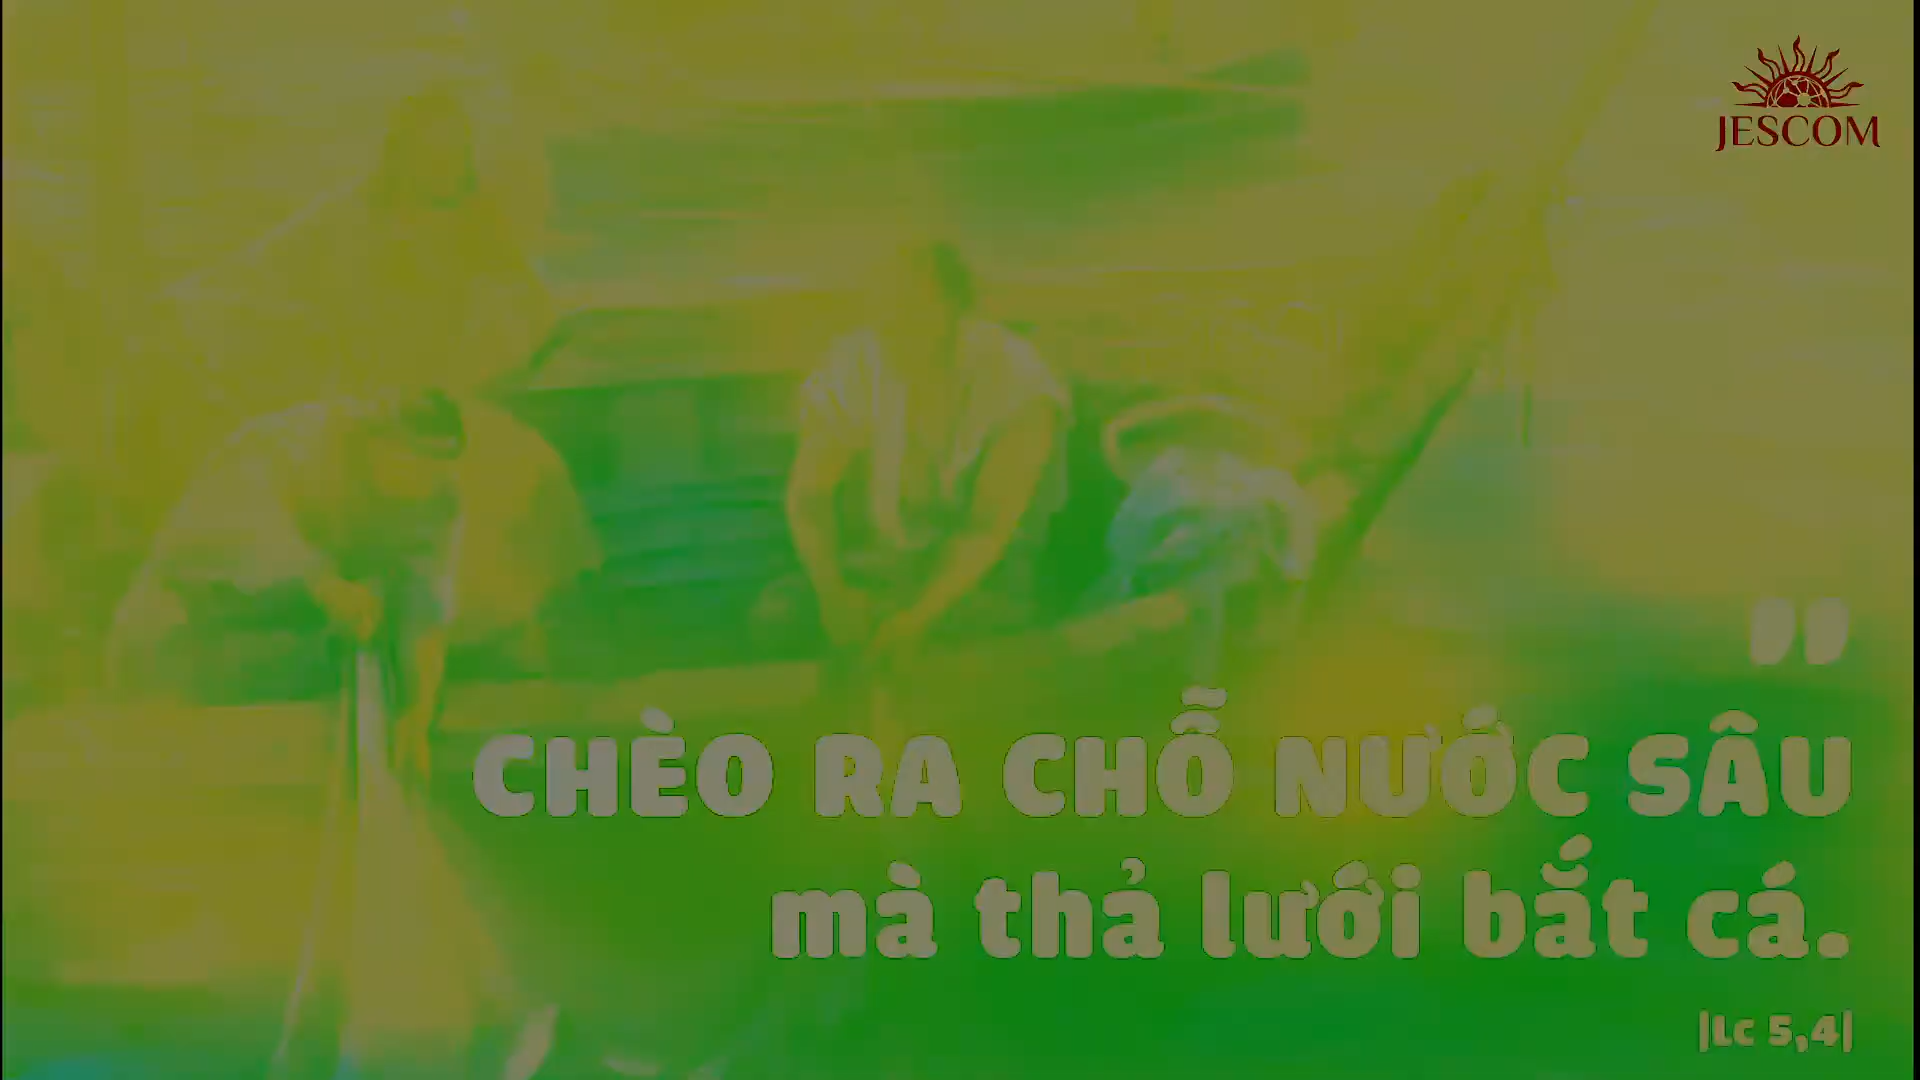 JESCOM
"
CHÈO RA CHỖ NƯỚC SÂU
mà thả lưới bắt cá.
|Lc 5,4|